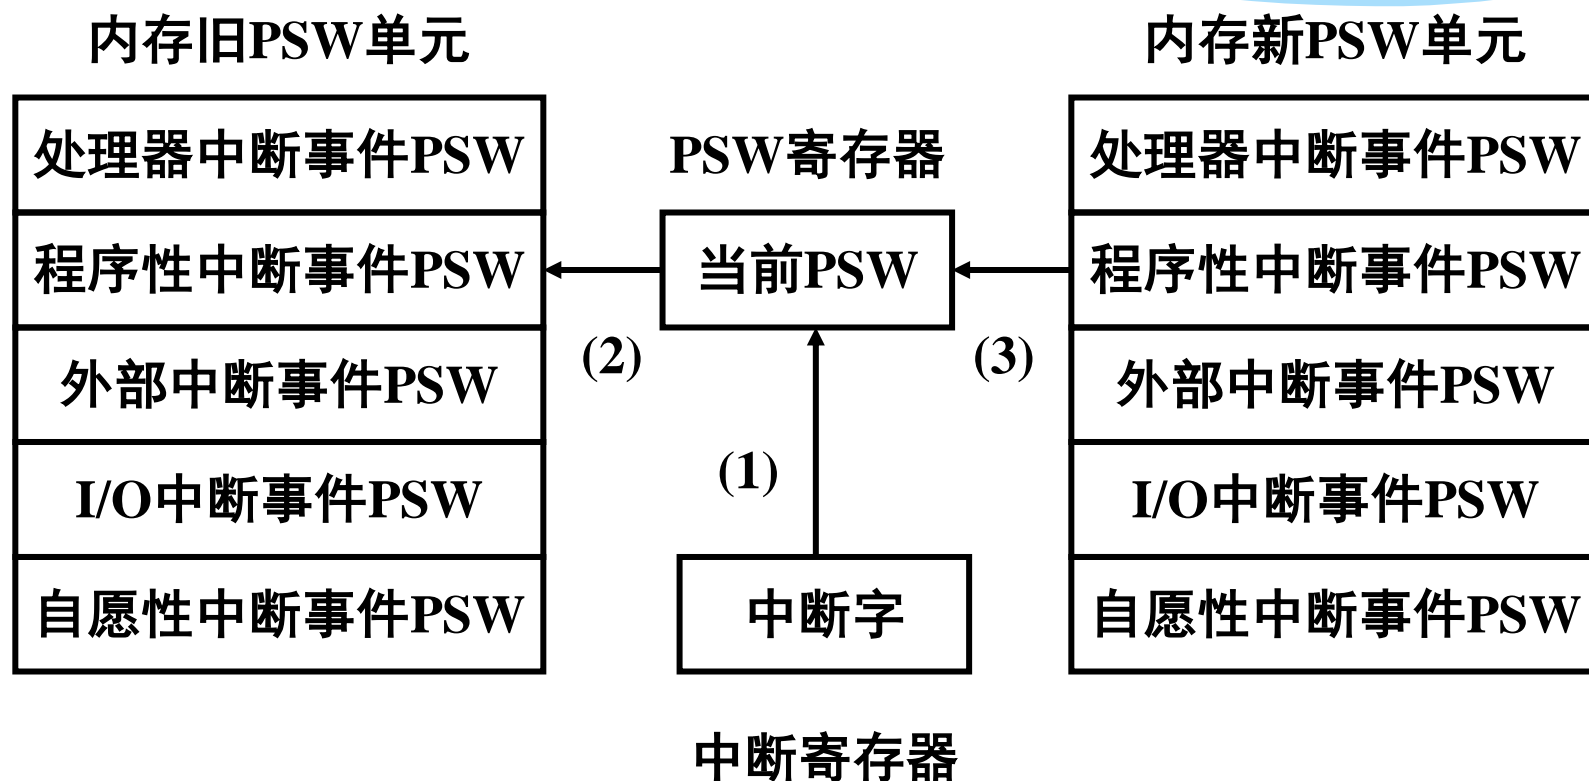 内存旧PSW单元
处理器中断事件PSW
程序性中断事件PSW
外部中断事件PSW
I/O中断事件PSW
自愿性中断事件PSW
PSW寄存器
当前PSW
(2)
(3)
(1)
中断字
中断寄存器
内存新PSW单元
处理器中断事件PSW
程序性中断事件PSW
外部中断事件PSW
I/O中断事件PSW
自愿性中断事件PSW